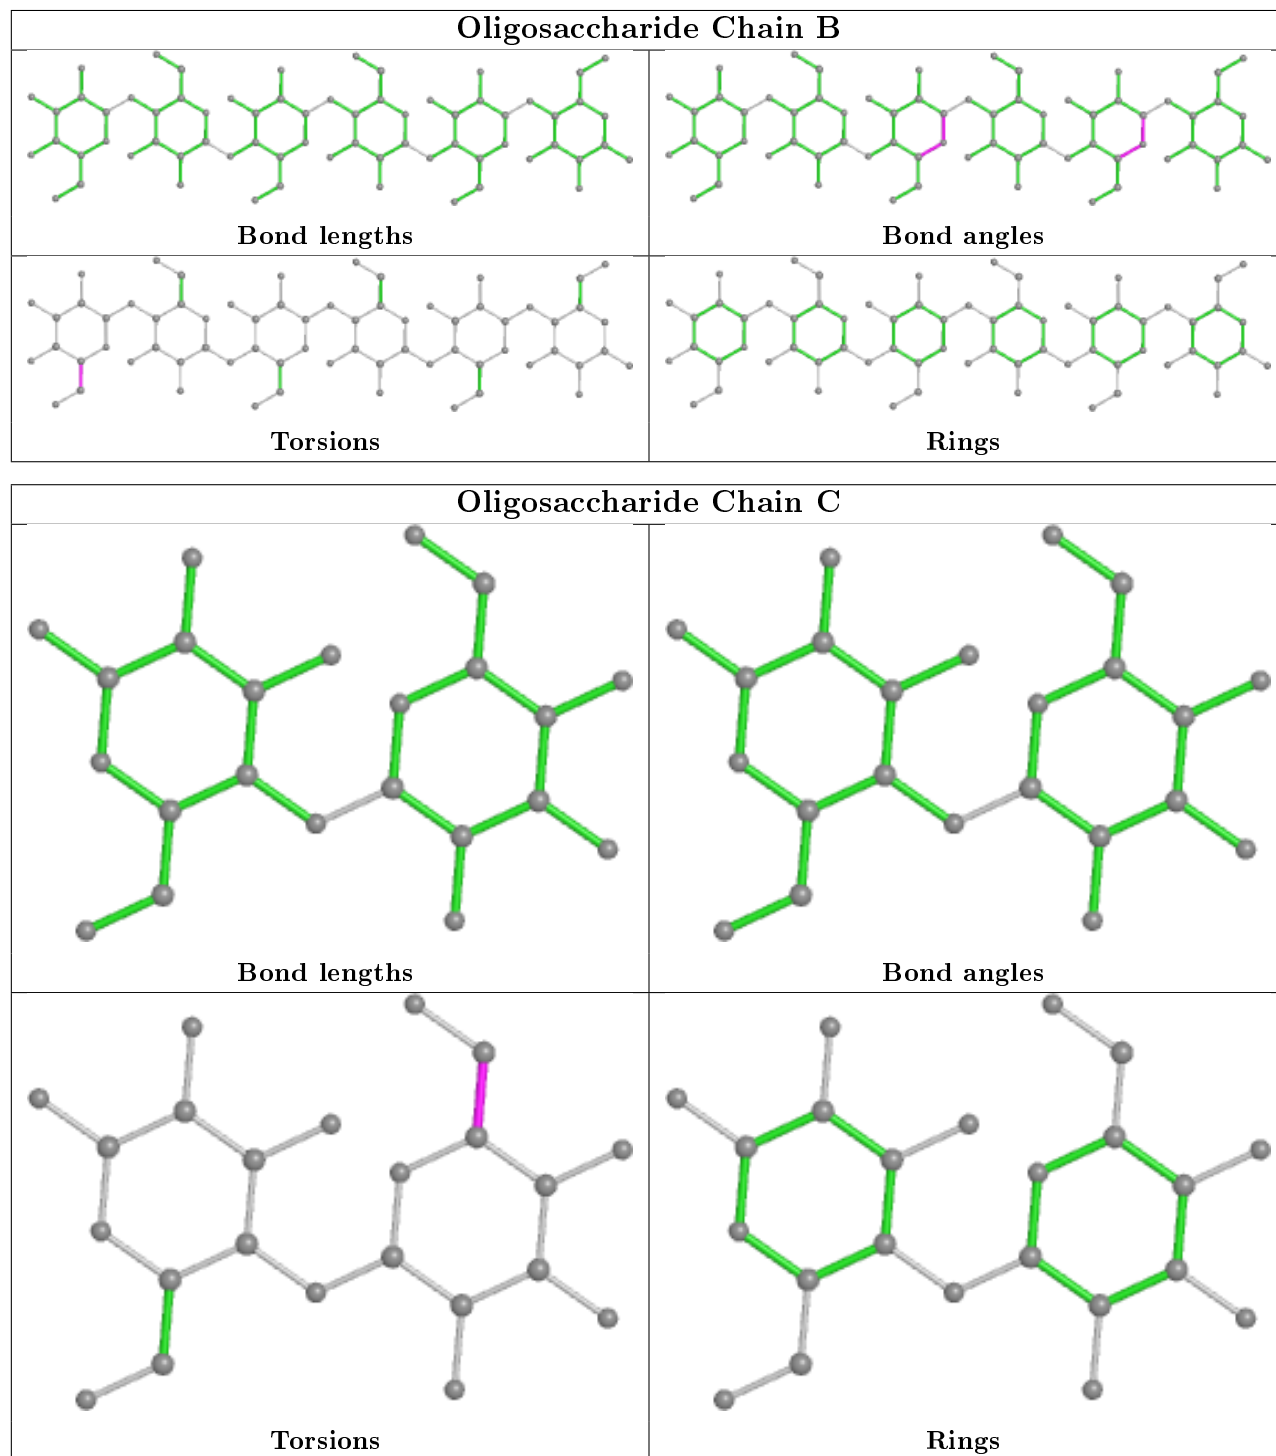 Oligosaccharide Chain B
Bond lengths
Bond angles
Torsions
Rings
Oligosaccharide Chain C
Bond lengths
Bond angles
Torsions
Rings